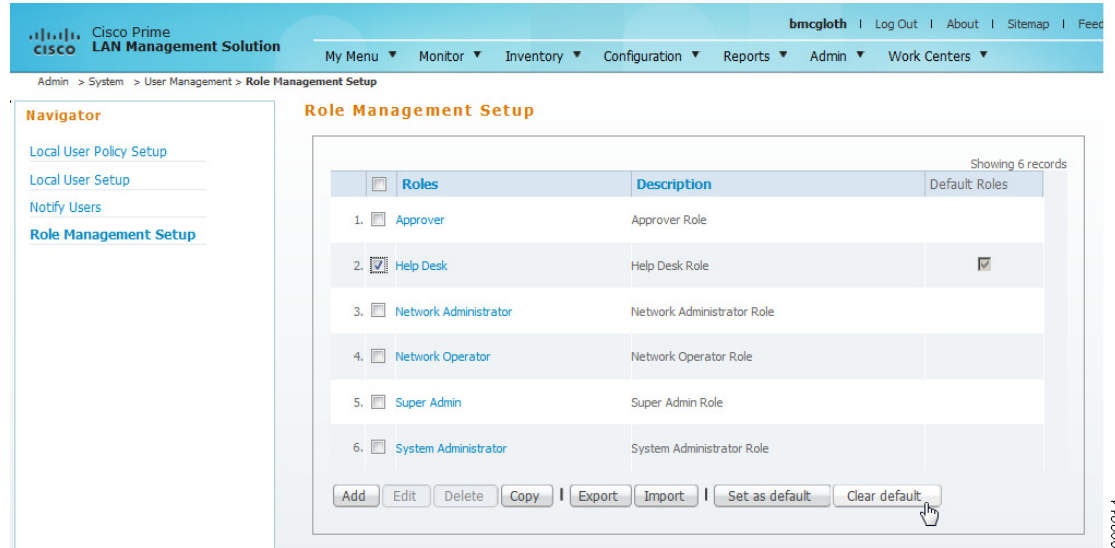 bmcgloth | Log Out | About | Sitemap | Feed
CISCO
Cisco Prime
LAN Management Solution
My Menu ▼ Monitor ▼ Inventory ▼ Configuration ▼ Reports ▼ Admin ▼ Work Centers ▼
Admin > System > User Management > Role Management Setup
Navigator
Local User Policy Setup
Local User Setup
Notify Users
Role Management Setup
Role Management Setup
Showing 6 records
Roles Description Default Roles
1. Approver Approver Role
2. Help Desk Help Desk Role
3. Network Administrator Network Administrator Role
4. Network Operator Network Operator Role
5. Super Admin Super Admin Role
6. System Administrator System Administrator Role
Add Edit Delete Copy | Export Import | Set as default Clear default